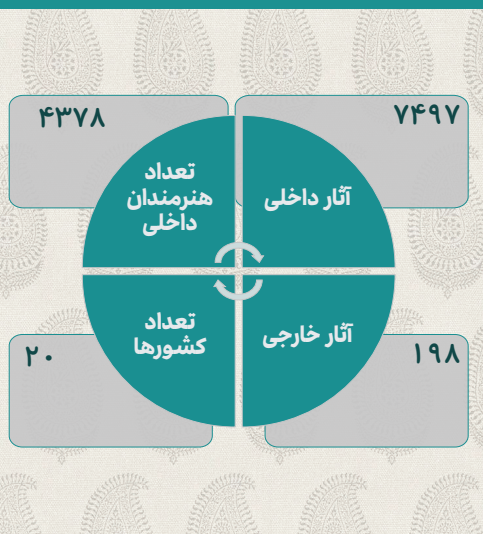 ۷۴۹۷
آثار داخلی
۴۳۷۸
تعداد
هنرمندان
داخلی
آثار خارجی
۱۹۸
تعداد
کشورها
۲۰